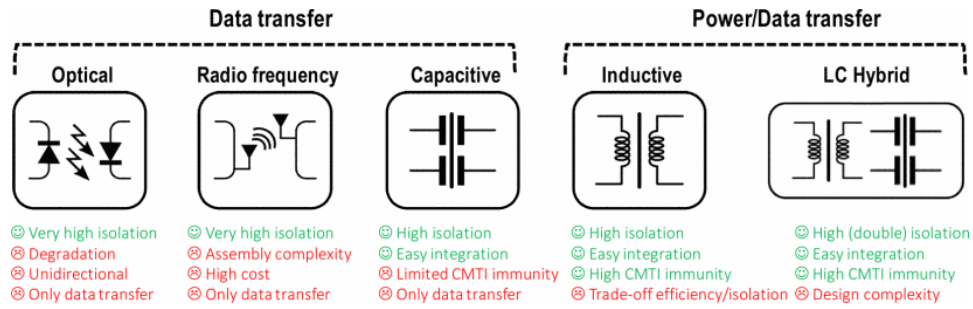 Data transfer
Power/Data transfer
Optical
Radio frequency
Capacitive
Inductive
LC Hybrid
Very high isolation
Degradation
Unidirectional
Only data transfer
Very high isolation
Assembly complexity
High cost
Only data transfer
High isolation
Easy integration
Limited CMTI immunity
Only data transfer
High isolation
Easy integration
High CMTI immunity
Trade-off efficiency/isolation
High (double) isolation
Easy integration
High CMTI immunity
Design complexity